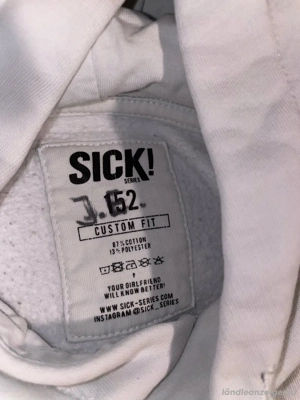 SICK!
SERIES
152
CUSTOM FIT
87% COTTON
13% POLYESTER
YOUR GIRLFRIEND
WILL KNOW BETTER!
WWW.SICK-SERIES.COM
INSTAGRAM @SICK_SERIES